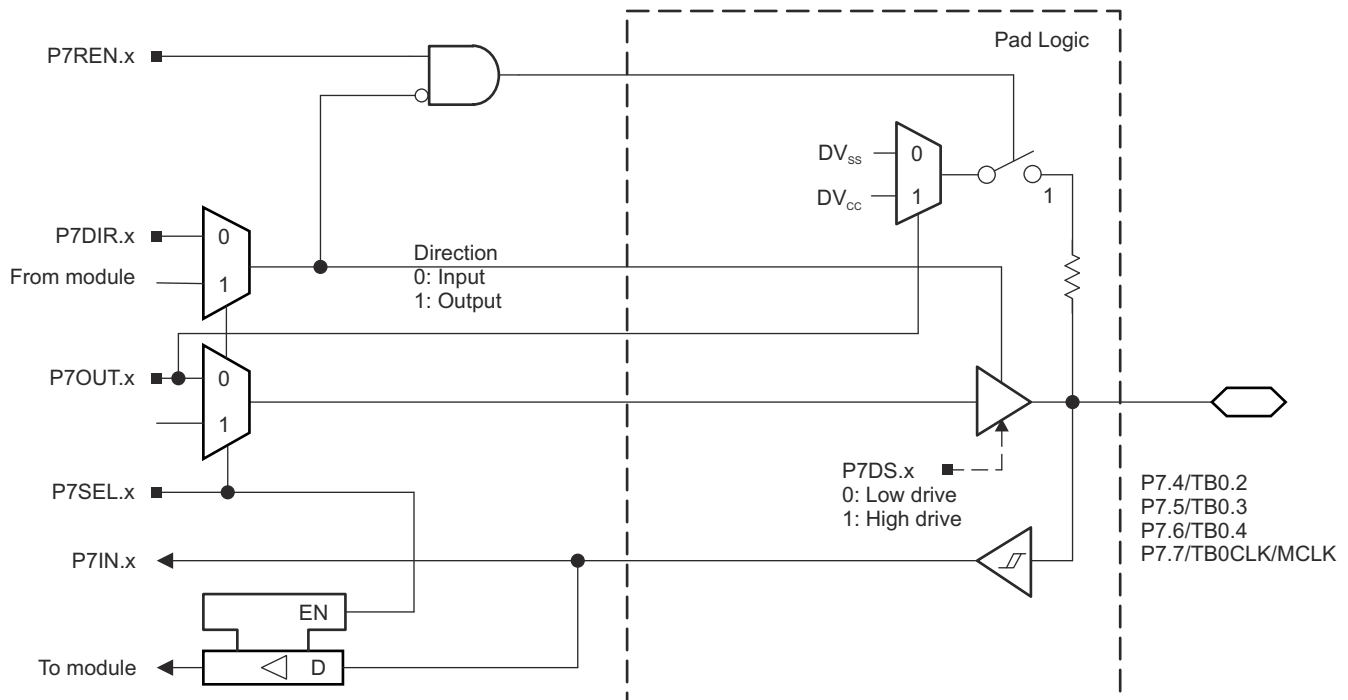 Pad Logic
P7REN.x
DVSS
0
DVCC
1
1
P7DIR.x
0
From module
1
Direction
0: Input
1: Output
P7OUT.x
0
1
P7SEL.x
P7DS.x
0: Low drive
1: High drive
P7.4/TB0.2
P7.5/TB0.3
P7.6/TB0.4
P7.7/TB0CLK/MCLK
P7IN.x
EN
To module
D